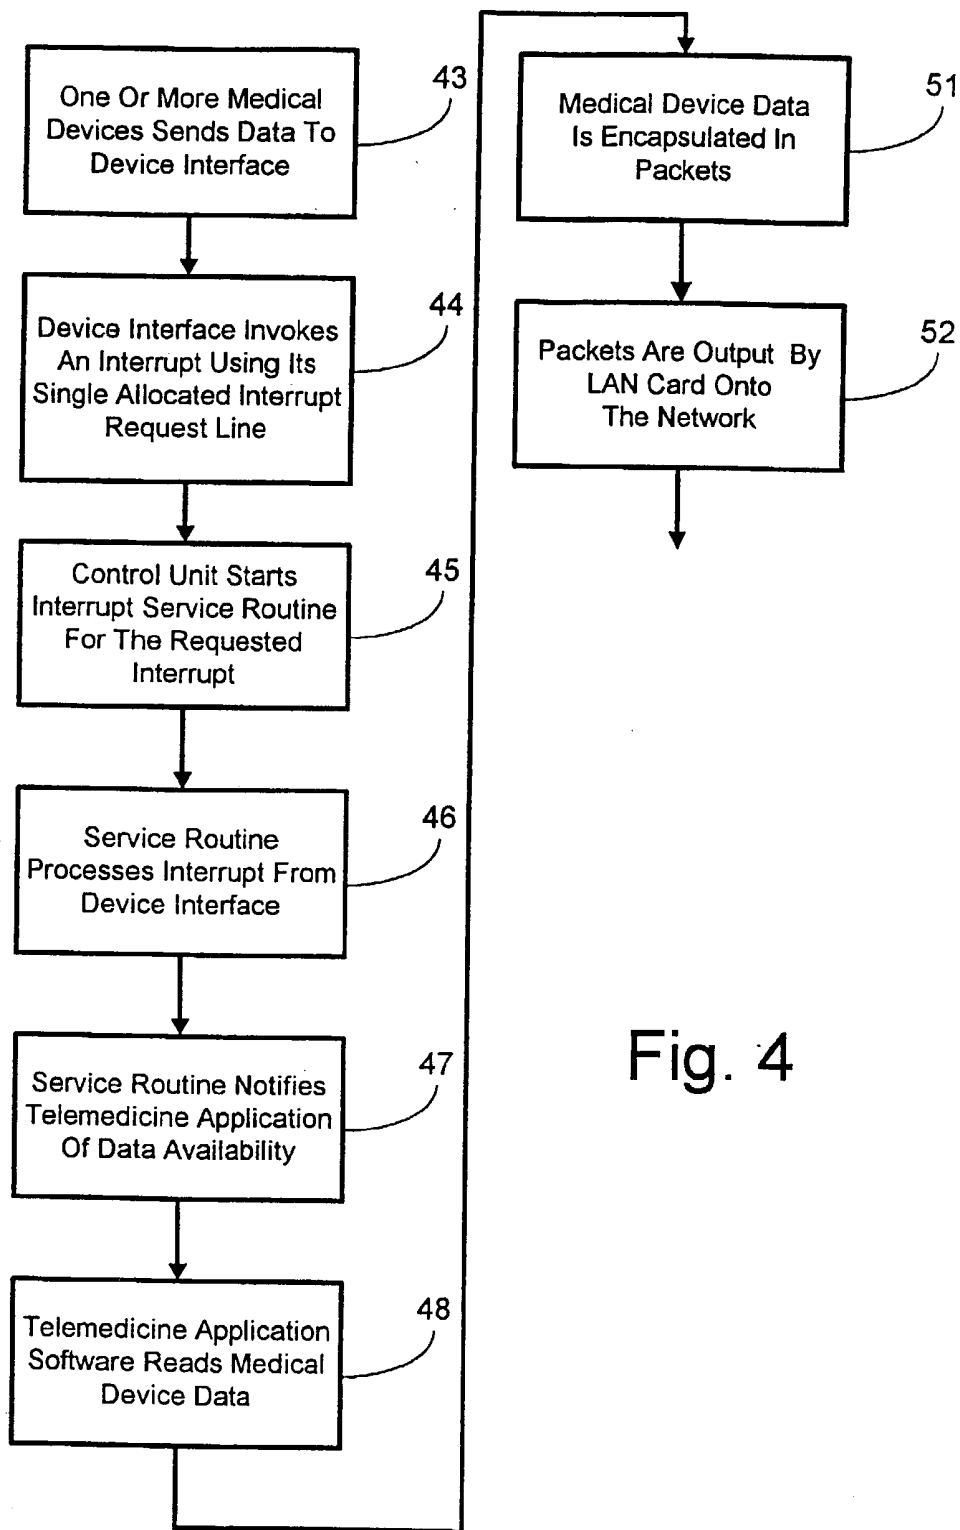 One Or More Medical
Devices Sends Data To
Device Interface
43
Device Interface Invokes
An Interrupt Using Its
Single Allocated Interrupt
Request Line
44
Control Unit Starts
Interrupt Service Routine
For The Requested
Interrupt
45
Service Routine
Processes Interrupt From
Device Interface
46
Service Routine Notifies
Telemedicine Application
Of Data Availability
47
Telemedicine Application
Software Reads Medical
Device Data
48
Medical Device Data
Is Encapsulated In
Packets
51
Packets Are Output By
LAN Card Onto
The Network
52
Fig. 4